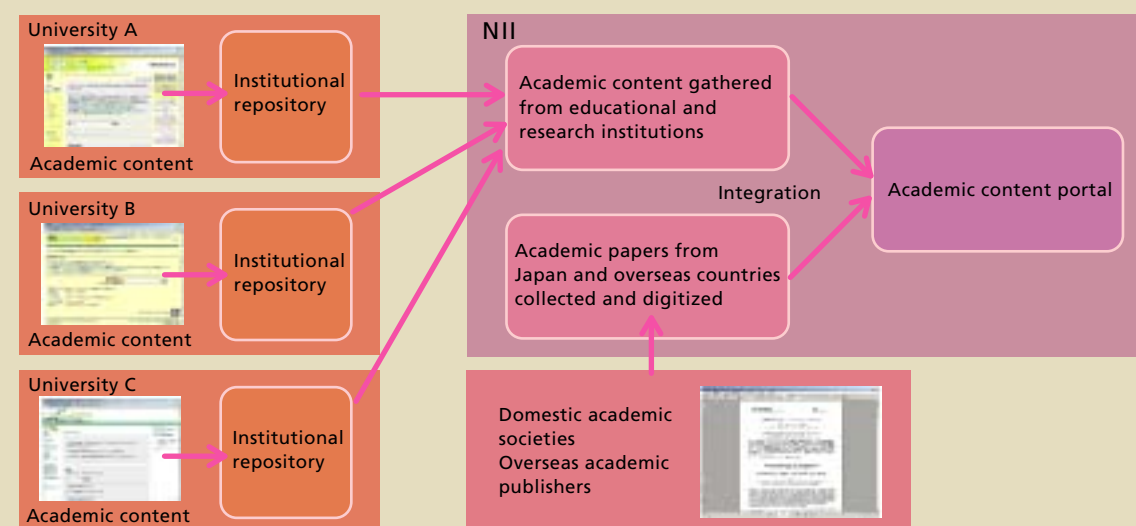 University A
Institutional
repository
Academic content
University B
Institutional
repository
Academic content
University C
Institutional
repository
Academic content
NII
Academic content gathered
from educational and
research institutions
Integration
Academic content portal
Academic papers from
Japan and overseas countries
collected and digitized
Domestic academic
societies
Overseas academic
publishers